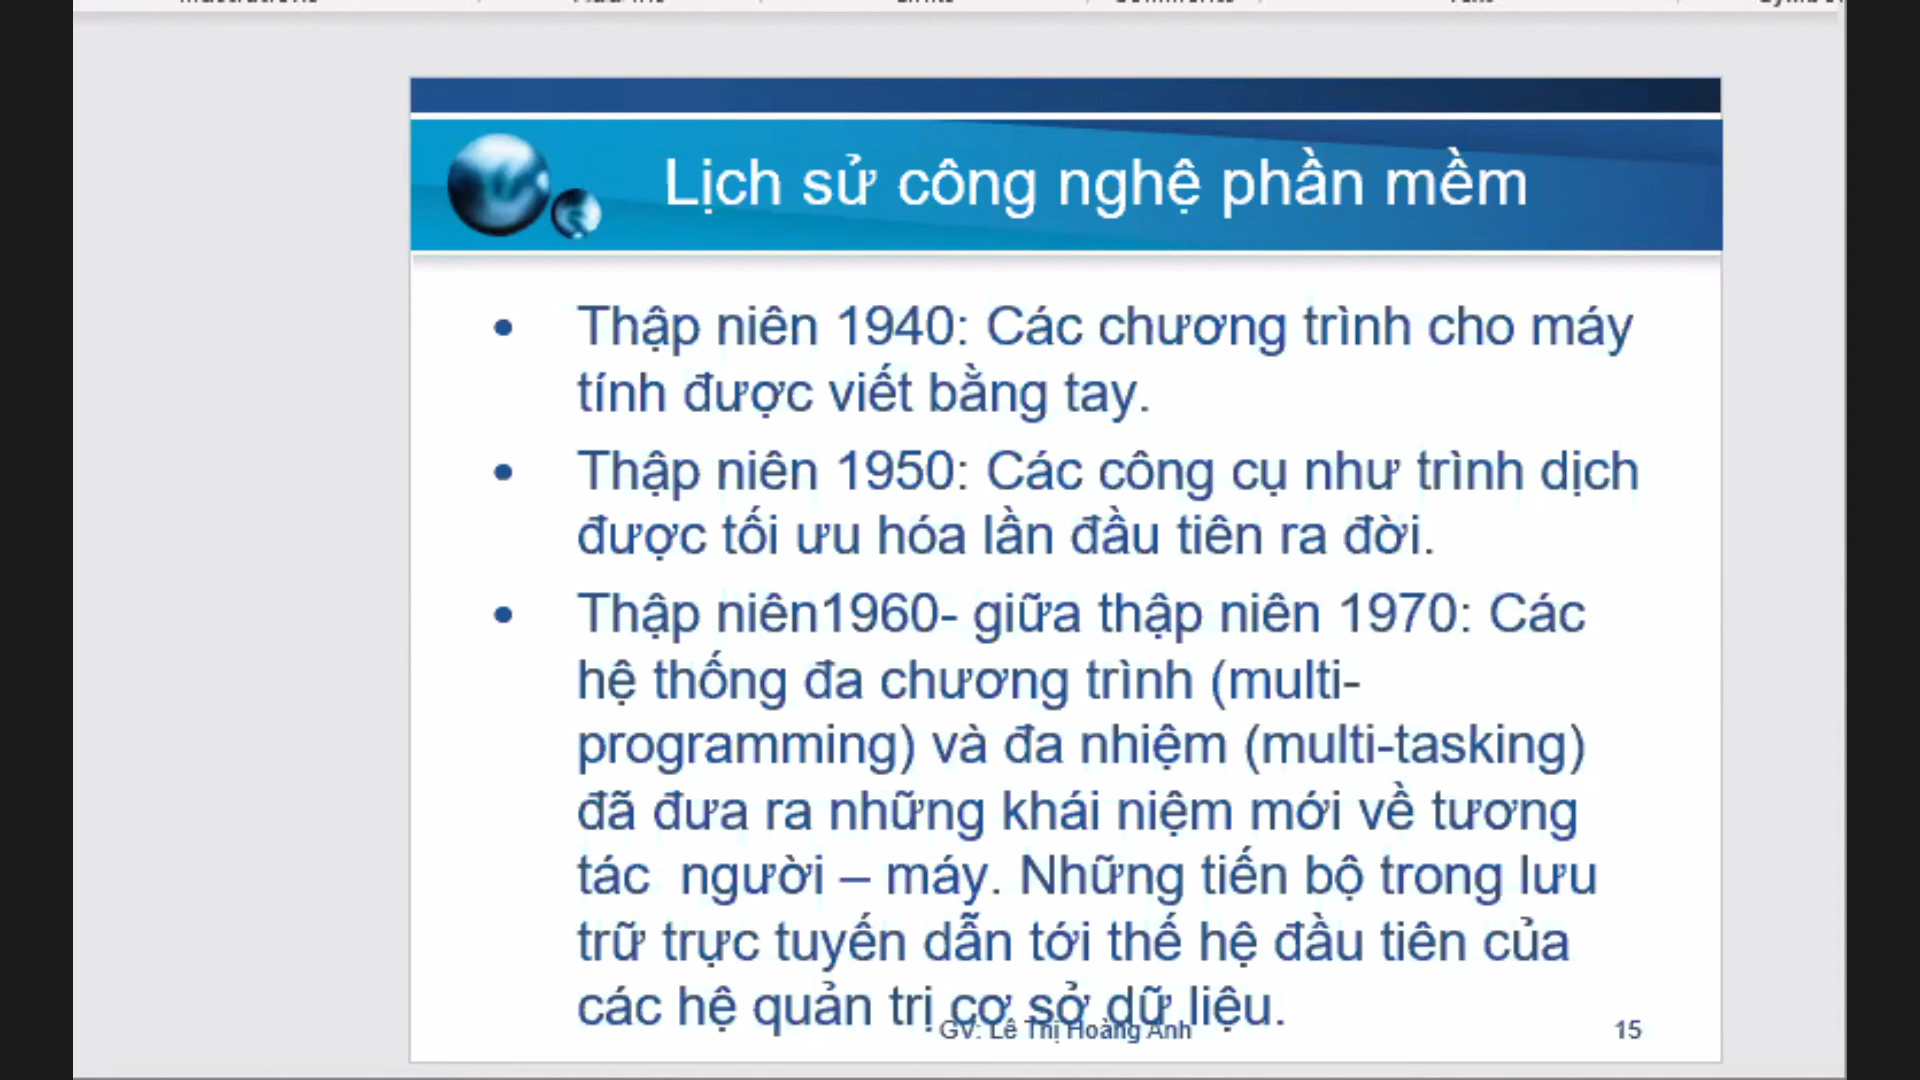 Lịch sử công nghệ phần mềm
• Thập niên 1940: Các chương trình cho máy
tính được viết bằng tay.
• Thập niên 1950: Các công cụ như trình dịch
được tối ưu hóa lần đầu tiên ra đời.
• Thập niên1960- giữa thập niên 1970: Các
hệ thống đa chương trình (multi-
programming) và đa nhiệm (multi-tasking)
đã đưa ra những khái niệm mới về tương
tác người – máy. Những tiến bộ trong lưu
trữ trực tuyến dẫn tới thế hệ đầu tiên của
các hệ quản trị cơ sở dữ liệu.
GV: Lê Thị Hoàng Anh
15